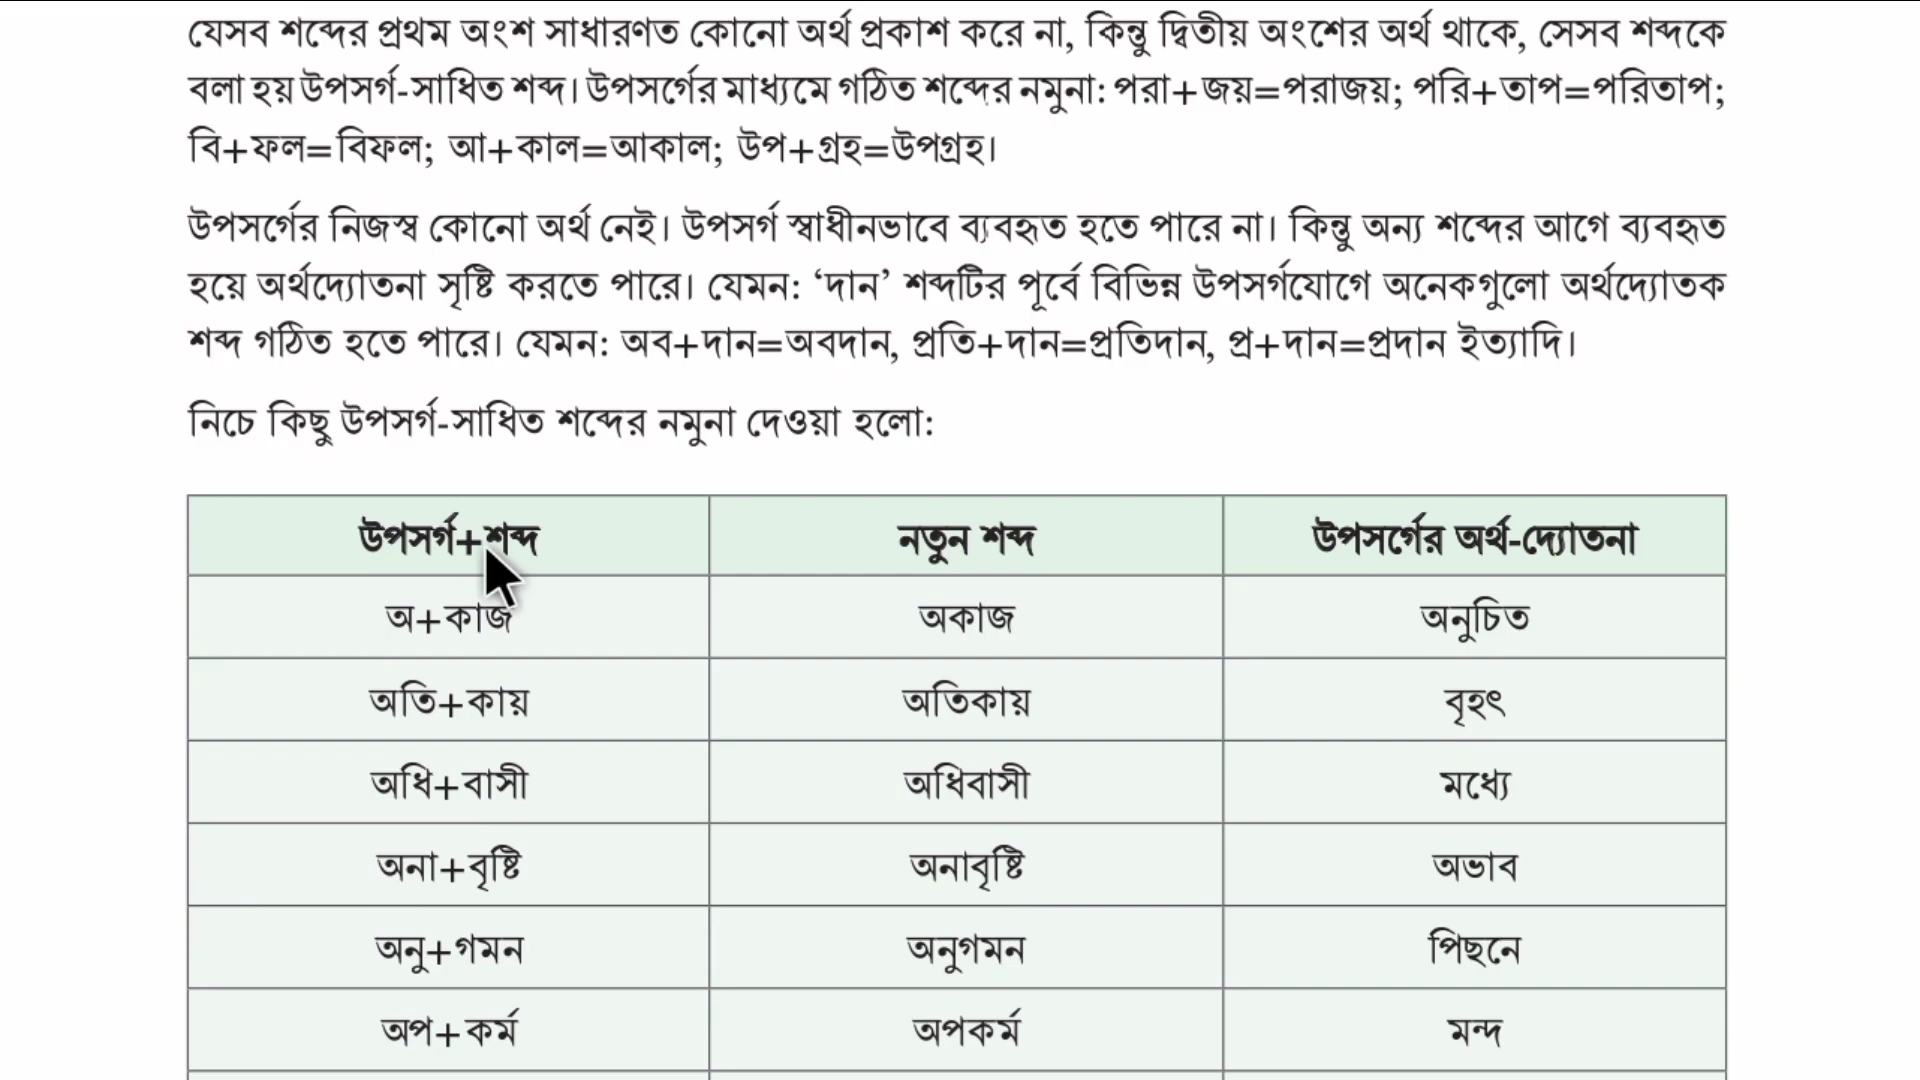 যেসব শব্দের প্রথম অংশ সাধারণত কোনো অর্থ প্রকাশ করে না, কিন্তু দ্বিতীয় অংশের অর্থ থাকে, সেসব শব্দকে
বলা হয় উপসর্গ-সাধিত শব্দ। উপসর্গের মাধ্যমে গঠিত শব্দের নমুনা: পরা+জয়=পরাজয়; পরি+তাপ=পরিতাপ;
বি+ফল=বিফল; আ+কাল=আকাল; উপ+গ্রহ=উপগ্রহ।
উপসর্গের নিজস্ব কোনো অর্থ নেই। উপসর্গ স্বাধীনভাবে ব্যবহৃত হতে পারে না। কিন্তু অন্য শব্দের আগে ব্যবহৃত
হয়ে অর্থদ্যোতনা সৃষ্টি করতে পারে। যেমন: ‘দান’ শব্দটির পূর্বে বিভিন্ন উপসর্গযোগে অনেকগুলো অর্থদ্যোতক
শব্দ গঠিত হতে পারে। যেমন: অব+দান=অবদান, প্রতি+দান=প্রতিদান, প্র+দান=প্রদান ইত্যাদি।
নিচে কিছু উপসর্গ-সাধিত শব্দের নমুনা দেওয়া হলো:
উপসর্গ+শব্দ নতুন শব্দ উপসর্গের অর্থ-দ্যোতনা
অ+কাজ অকাজ অনুচিত
অতি+কায় অতিকায় বৃহৎ
অধি+বাসী অধিবাসী মধ্যে
অনা+বৃষ্টি অনাবৃষ্টি অভাব
অনু+গমন অনুগমন পিছনে
অপ+কর্ম অপকর্ম মন্দ